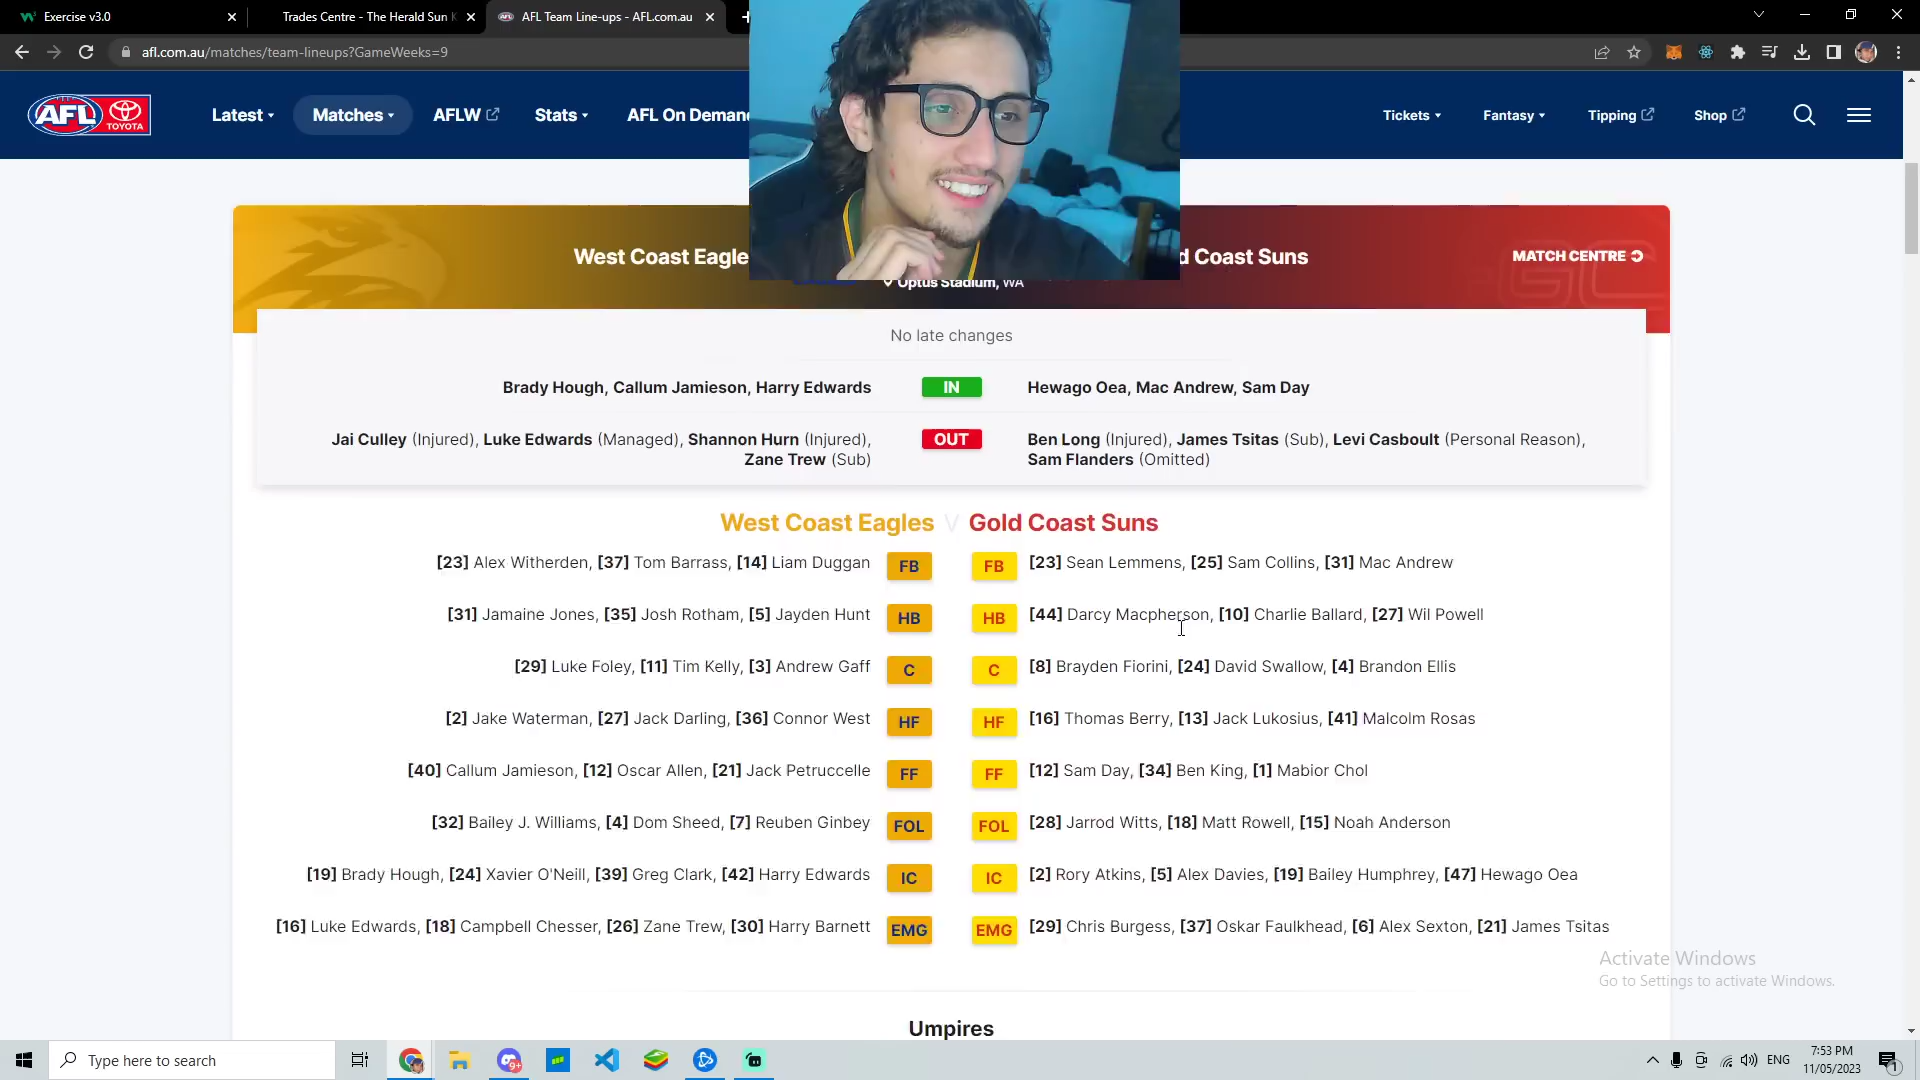 Exercise v3.0
Trades Centre - The Herald Sun K
AFL Team Line-ups - AFL.com.au
afl.com.au/matches/team-lineups?GameWeeks=9
AFL
TOYOTA
Latest
Matches
AFLW
Stats
AFL On Deman
Tickets
Fantasy
Tipping
Shop
West Coast Eagle
d Coast Suns
MATCH CENTRE
Optus Stadium, WA
No late changes
Brady Hough, Callum Jamieson, Harry Edwards IN Hewago Oea, Mac Andrew, Sam Day
Jai Culley (Injured), Luke Edwards (Managed), Shannon Hurn (Injured), OUT Ben Long (Injured), James Tsitas (Sub), Levi Casboult (Personal Reason),
Zane Trew (Sub) Sam Flanders (Omitted)
West Coast Eagles V Gold Coast Suns
[23] Alex Witherden, [37] Tom Barrass, [14] Liam Duggan FB FB [23] Sean Lemmens, [25] Sam Collins, [31] Mac Andrew
[31] Jamaine Jones, [35] Josh Rotham, [5] Jayden Hunt HB HB [44] Darcy Macpherson, [10] Charlie Ballard, [27] Wil Powell
[29] Luke Foley, [11] Tim Kelly, [3] Andrew Gaff C C [8] Brayden Fiorini, [24] David Swallow, [4] Brandon Ellis
[2] Jake Waterman, [27] Jack Darling, [36] Connor West HF HF [16] Thomas Berry, [13] Jack Lukosius, [41] Malcolm Rosas
[40] Callum Jamieson, [12] Oscar Allen, [21] Jack Petruccelle FF FF [12] Sam Day, [34] Ben King, [1] Mabior Chol
[32] Bailey J. Williams, [4] Dom Sheed, [7] Reuben Ginbey FOL FOL [28] Jarrod Witts, [18] Matt Rowell, [15] Noah Anderson
[19] Brady Hough, [24] Xavier O'Neill, [39] Greg Clark, [42] Harry Edwards IC IC [2] Rory Atkins, [5] Alex Davies, [19] Bailey Humphrey, [47] Hewago Oea
[16] Luke Edwards, [18] Campbell Chesser, [26] Zane Trew, [30] Harry Barnett EMG EMG [29] Chris Burgess, [37] Oskar Faulkhead, [6] Alex Sexton, [21] James Tsitas
Activate Windows
Go to Settings to activate Windows.
Umpires
Type here to search
ENG
7:53 PM
11/05/2023